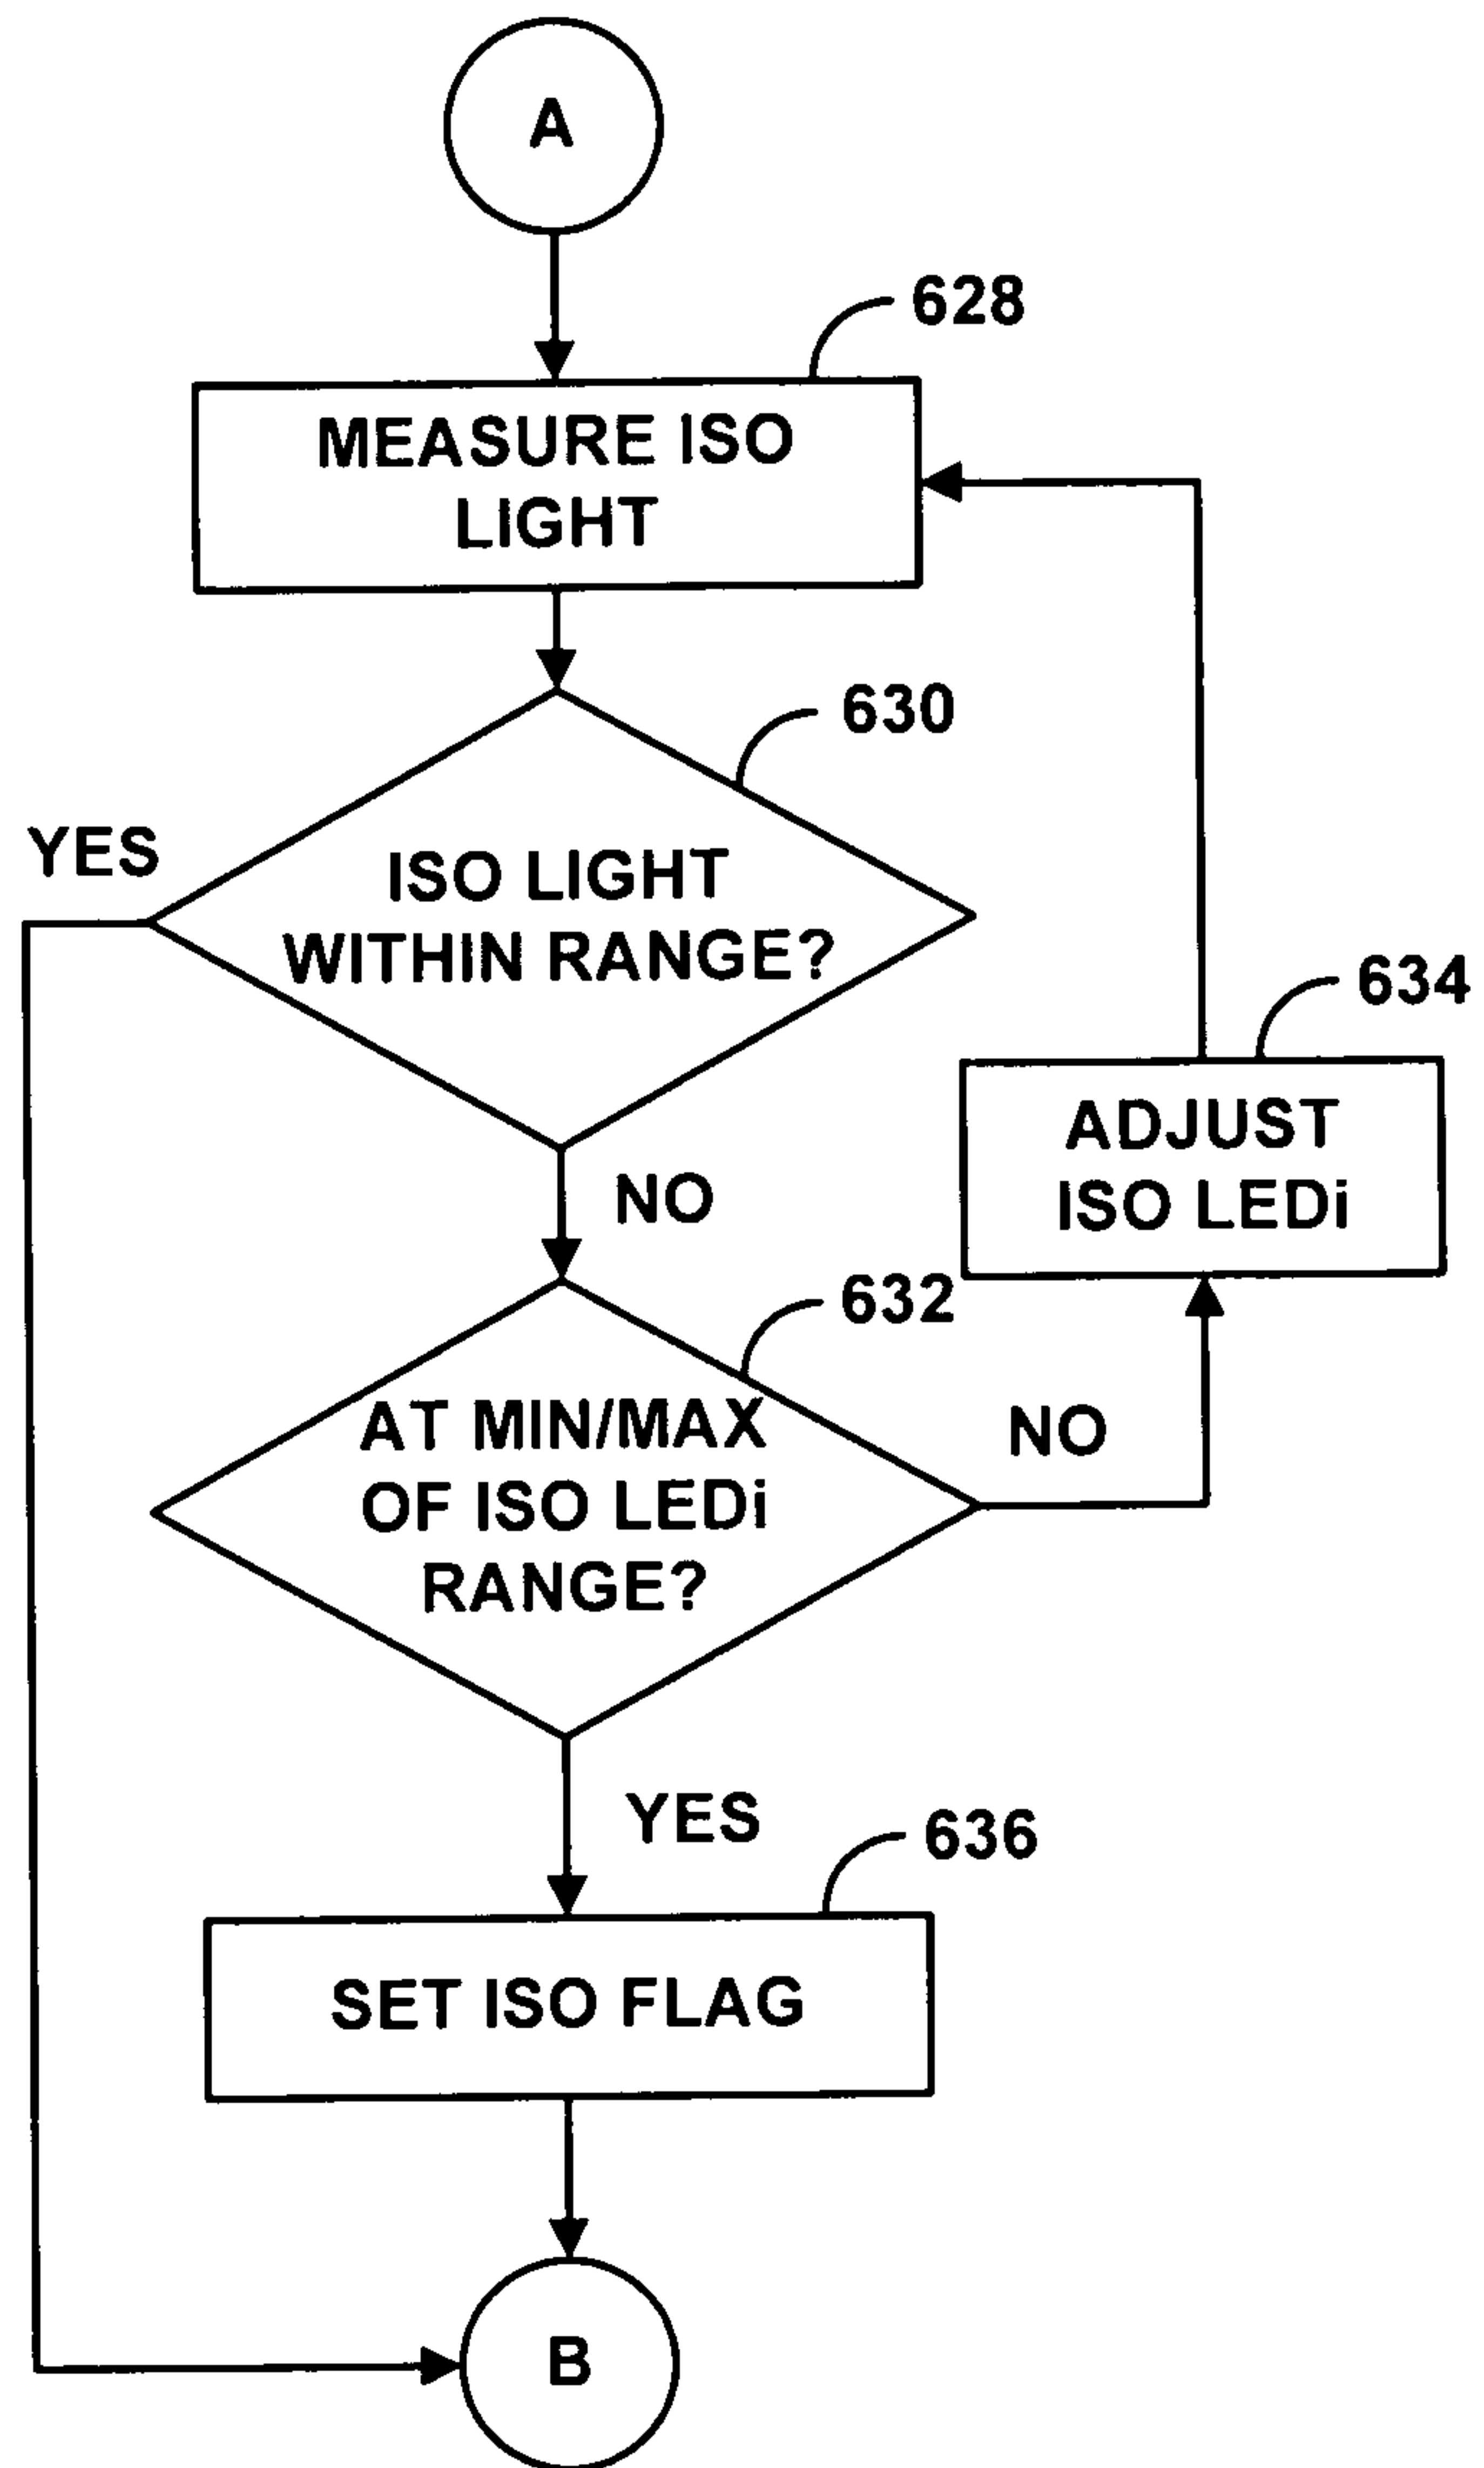 A
628
MEASURE ISO
LIGHT
630
YES
ISO LIGHT
WITHIN RANGE?
634
ADJUST
ISO LEDi
NO
632
AT MIN/MAX
OF ISO LEDi
RANGE?
NO
YES
636
SET ISO FLAG
B